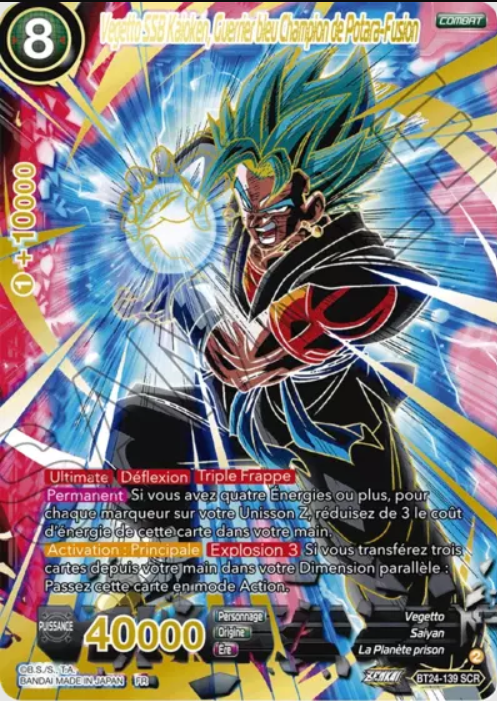 8
COMBAT
Vegetto SSB Kaioken, Guerrier bleu Champion de Potara-Fusion
1 +10000
Ultimate Déflexion Triple Frappe
Permanent Si vous avez quatre Énergies ou plus, pour
chaque marqueur sur votre Unisson Z, réduisez de 3 le coût
d'énergie de cette carte dans votre main.
Activation : Principale Explosion 3 Si vous transférez trois
cartes depuis votre main dans votre Dimension parallèle :
Passez cette carte en mode Action.
PUISSANCE
40000
Personnage Vegetto
Origine Saiyan
Ère La Planète prison
©B.S./S., T.A.
BANDAI MADE IN JAPAN FR
2
BT24-139 SCR